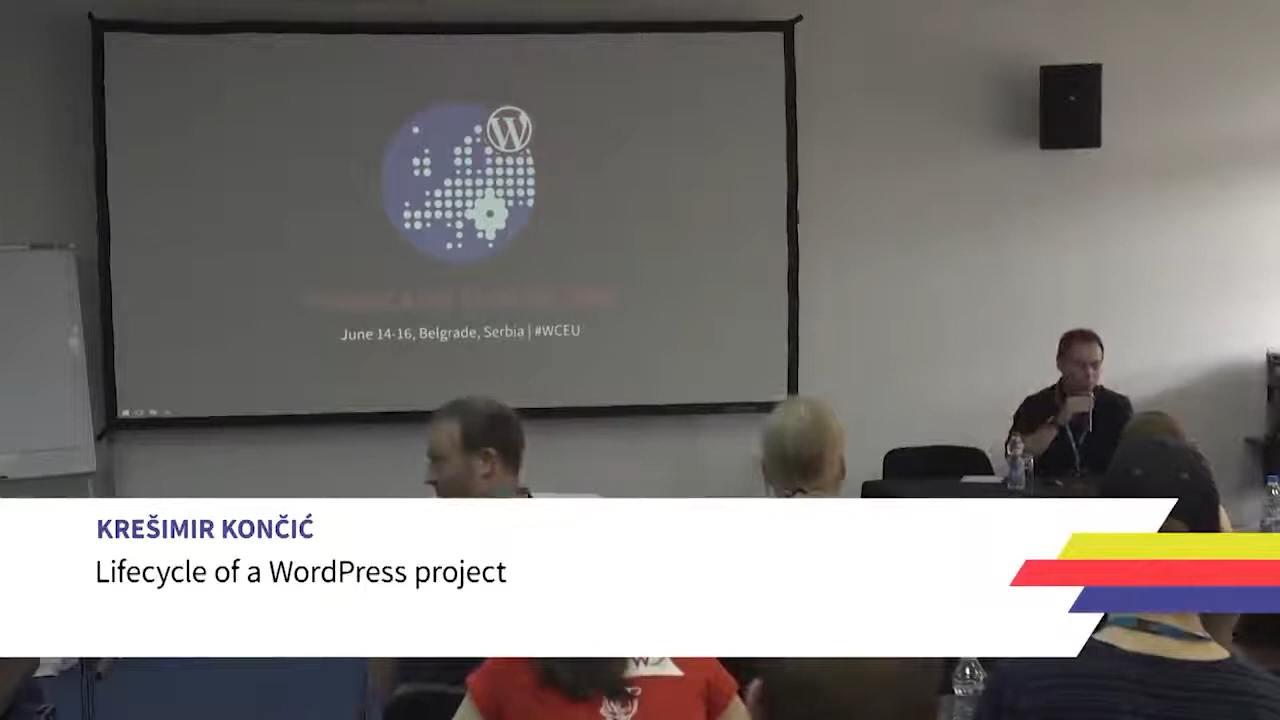 June 14-16, Belgrade, Serbia | #WCEU
KREŠIMIR KONČIĆ
Lifecycle of a WordPress project